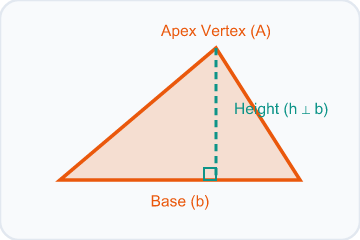 Apex Vertex (A)
Height (h ⊥ b)
Base (b)